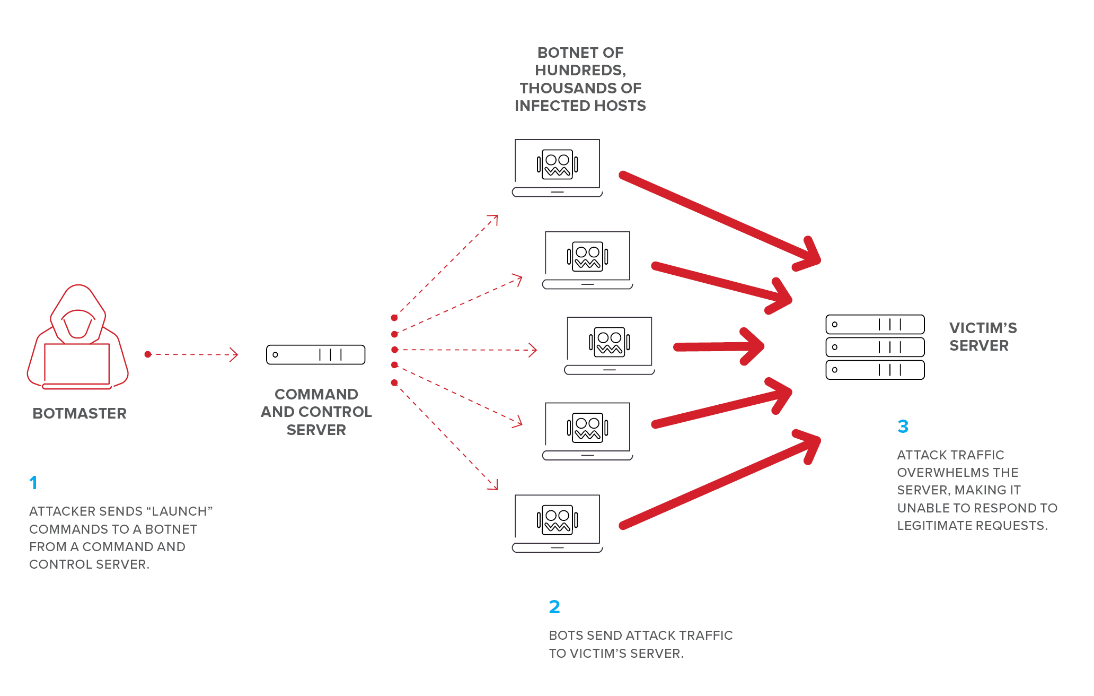 BOTNET OF
HUNDREDS,
THOUSANDS OF
INFECTED HOSTS
BOTMASTER
COMMAND
AND CONTROL
SERVER
VICTIM'S
SERVER
1
ATTACKER SENDS “LAUNCH”
COMMANDS TO A BOTNET
FROM A COMMAND AND
CONTROL SERVER.
2
BOTS SEND ATTACK TRAFFIC
TO VICTIM'S SERVER.
3
ATTACK TRAFFIC
OVERWHELMS THE
SERVER, MAKING IT
UNABLE TO RESPOND TO
LEGITIMATE REQUESTS.